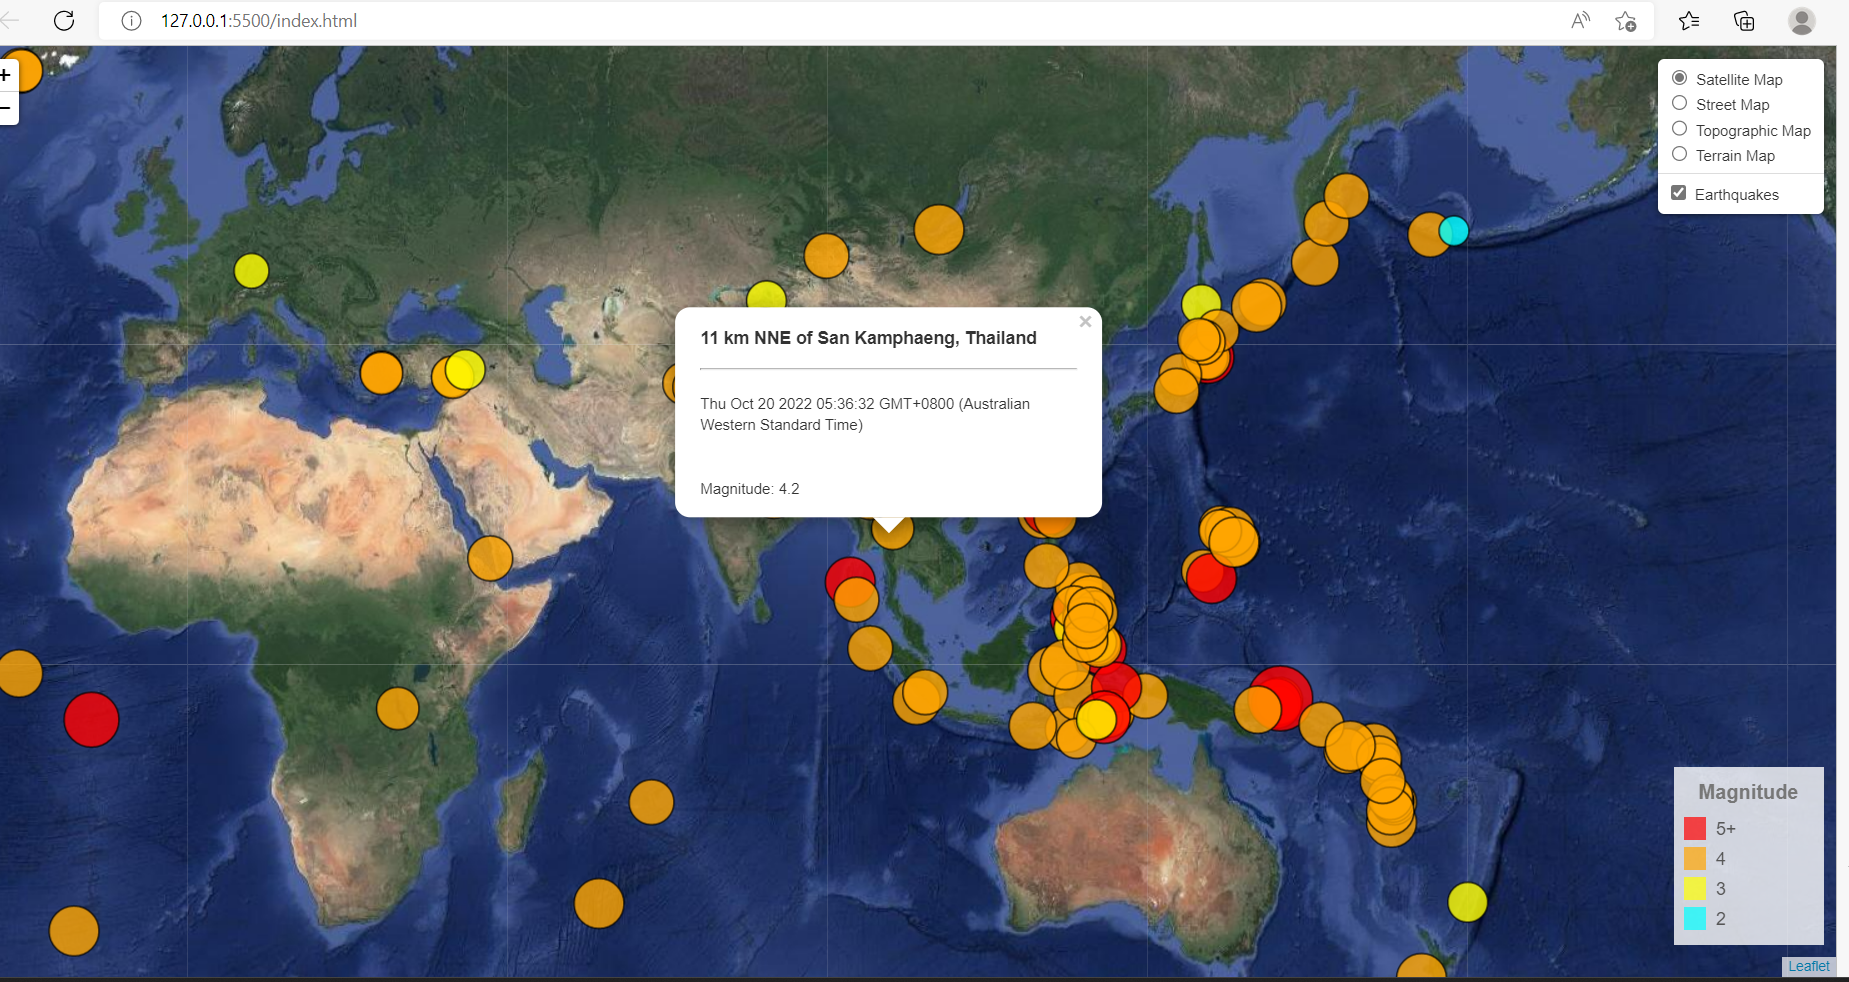 127.0.0.1:5500/index.html
+
−
Satellite Map
Street Map
Topographic Map
Terrain Map
Earthquakes
×
11 km NNE of San Kamphaeng, Thailand
Thu Oct 20 2022 05:36:32 GMT+0800 (Australian
Western Standard Time)
Magnitude: 4.2
Magnitude
5+
4
3
2
Leaflet